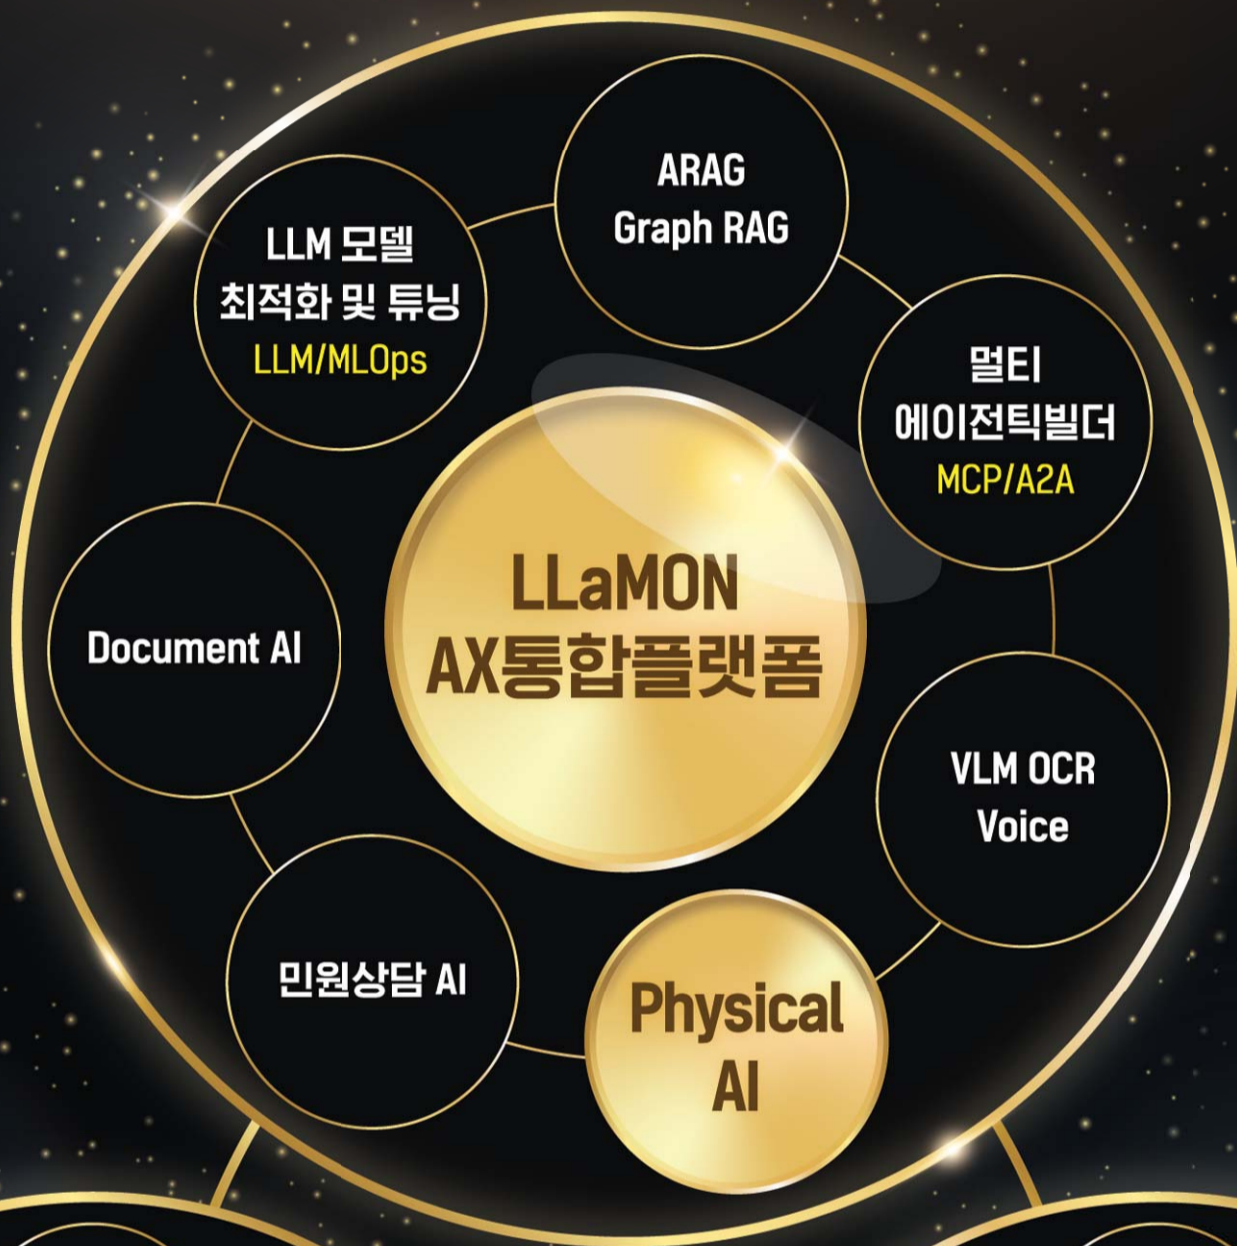 ARAG
Graph RAG
LLM 모델
최적화 및 튜닝
LLM/MLOps
멀티
에이전틱빌더
MCP/A2A
LLaMON
AX통합플랫폼
Document AI
VLM OCR
Voice
민원상담 AI
Physical
AI